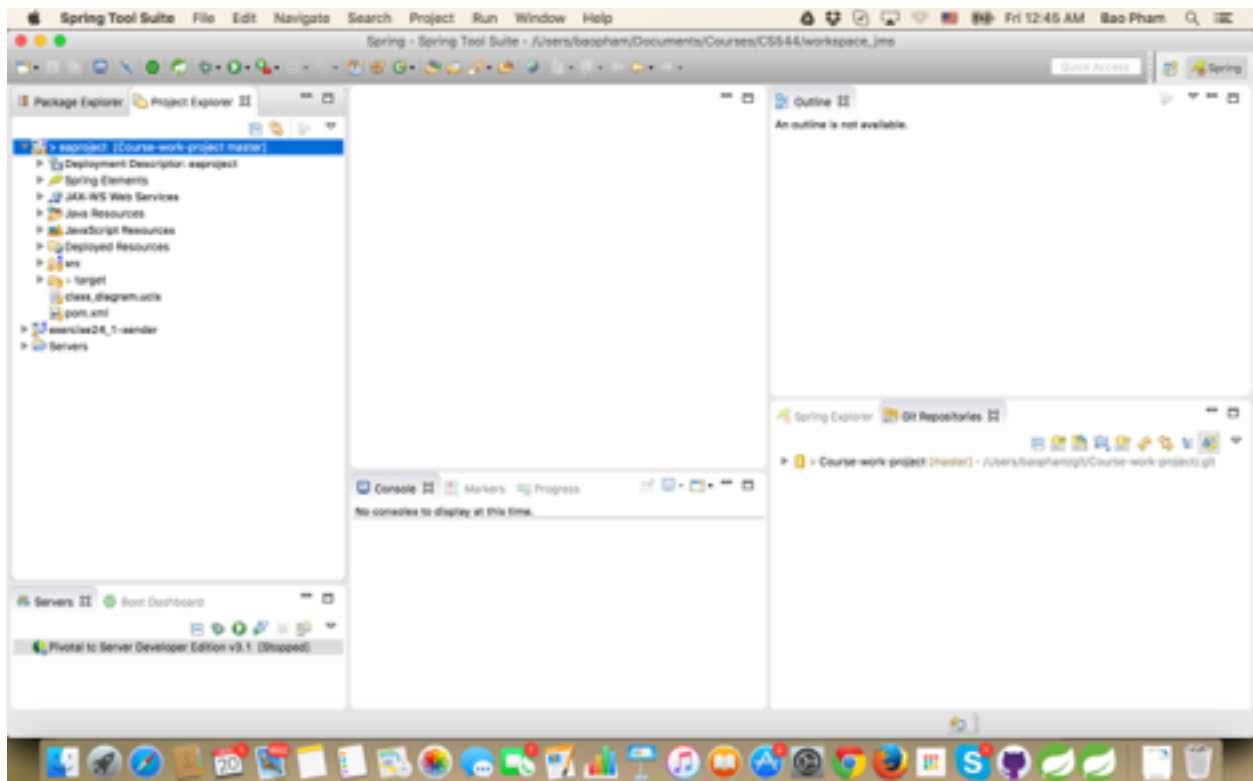 Spring Tool Suite File Edit Navigate Search Project Run Window Help Fri 12:45 AM Bao Pham
Spring - Spring Tool Suite - /Users/baopham/Documents/Courses/CS544/workspace_jms
Quick Access Spring
Package Explorer Project Explorer
> eaproject [Course-work-project master]
Deployment Descriptor: eaproject
Spring Elements
JAX-WS Web Services
Java Resources
JavaScript Resources
Deployed Resources
src
> target
class_diagram.ucls
pom.xml
exercise24_1-sender
Servers
Outline
An outline is not available.
Spring Explorer Git Repositories
> Course-work-project [master] - /Users/baopham/git/Course-work-project/.git
Console Markers Progress
No consoles to display at this time.
Servers Boot Dashboard
Pivotal tc Server Developer Edition v3.1 [Stopped]
20